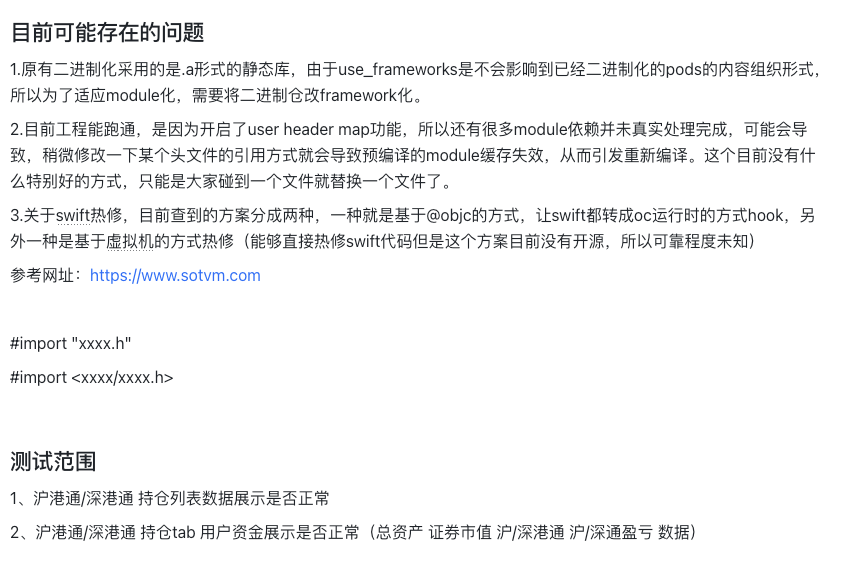 目前可能存在的问题
1.原有二进制化采用的是.a形式的静态库，由于use_frameworks是不会影响到已经二进制化的pods的内容组织形式，
所以为了适应module化，需要将二进制仓改framework化。
2.目前工程能跑通，是因为开启了user header map功能，所以还有很多module依赖并未真实处理完成，可能会导
致，稍微修改一下某个头文件的引用方式就会导致预编译的module缓存失效，从而引发重新编译。这个目前没有什
么特别好的方式，只能是大家碰到一个文件就替换一个文件了。
3.关于swift热修，目前查到的方案分成两种，一种就是基于@objc的方式，让swift都转成oc运行时的方式hook，另
外一种是基于虚拟机的方式热修（能够直接热修swift代码但是这个方案目前没有开源，所以可靠程度未知）
参考网址：https://www.sotvm.com
#import "xxxx.h"
#import <xxxx/xxxx.h>
测试范围
1、沪港通/深港通 持仓列表数据展示是否正常
2、沪港通/深港通 持仓tab 用户资金展示是否正常（总资产 证券市值 沪/深港通 沪/深通盈亏 数据）